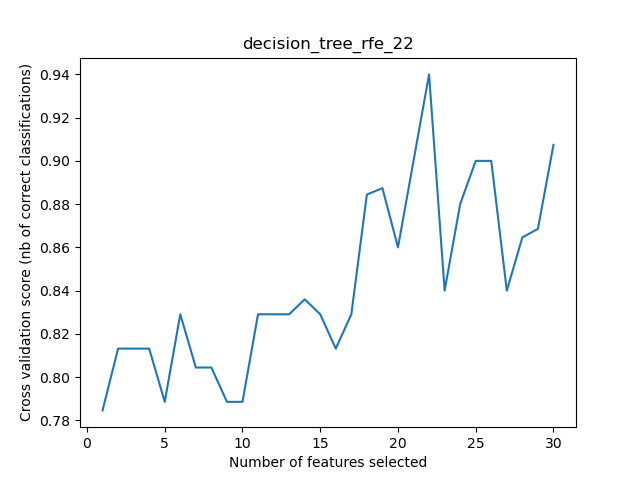 decision_tree_rfe_22
Cross validation score (nb of correct classifications)
0.94
0.92
0.90
0.88
0.86
0.84
0.82
0.80
0.78
0 5 10 15 20 25 30
Number of features selected